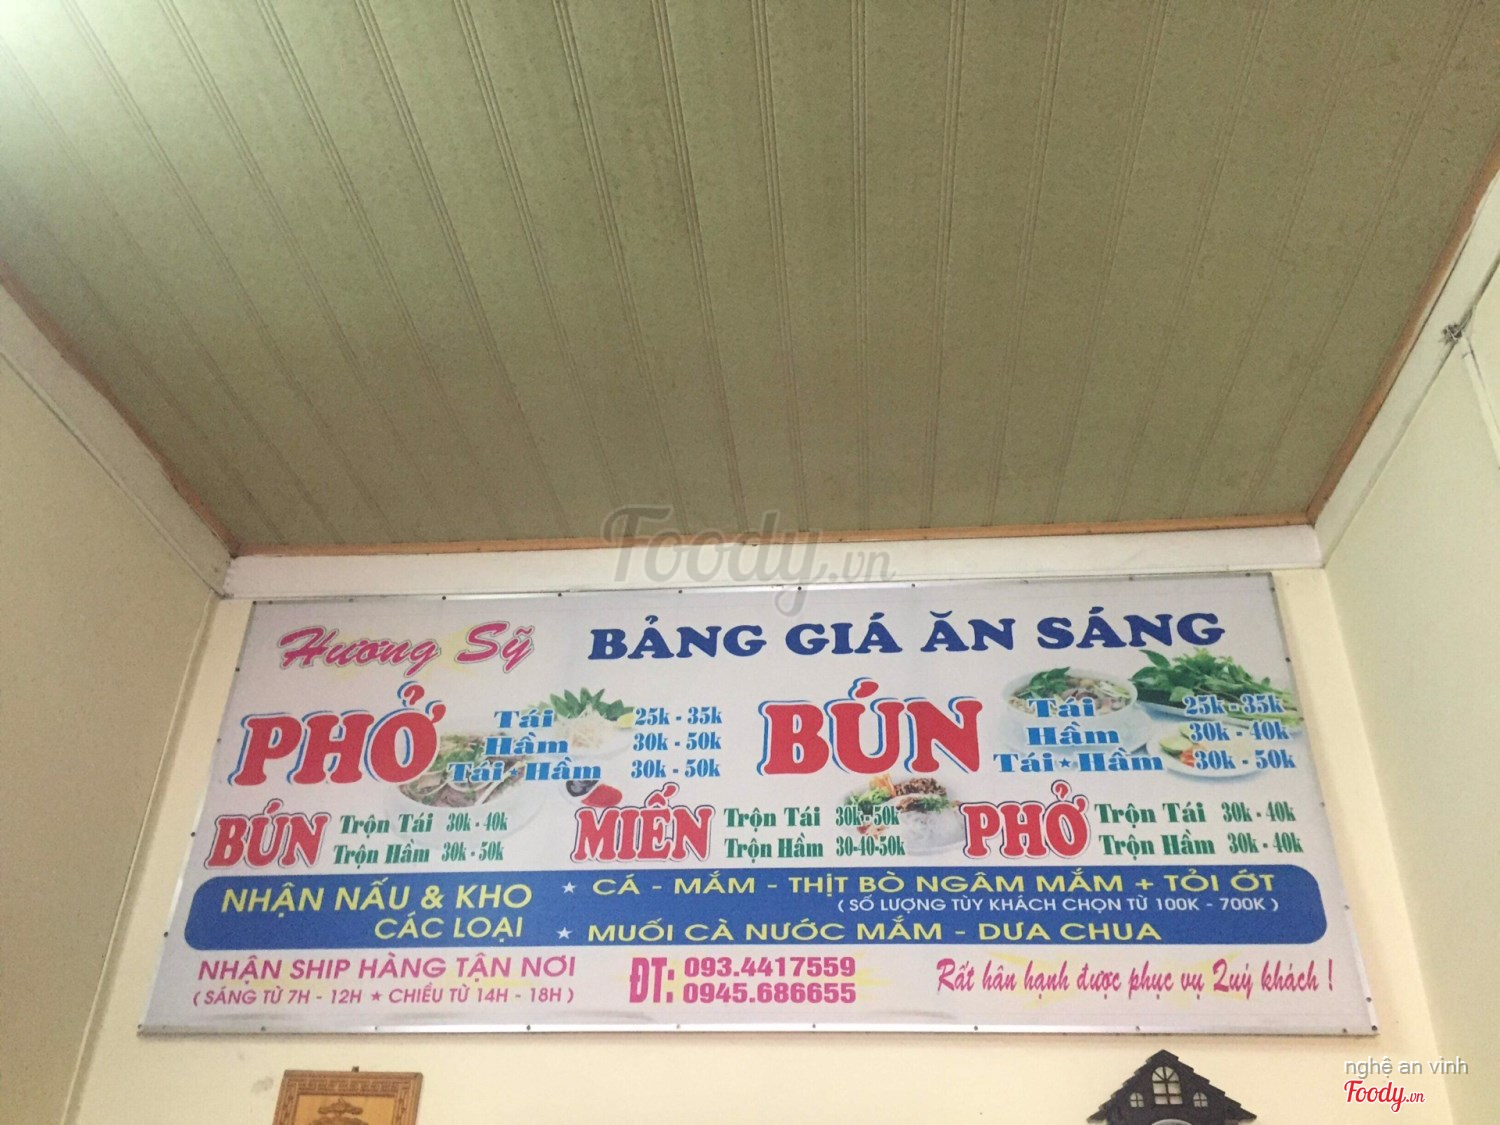 Foody.vn
Hương Sỹ BẢNG GIÁ ĂN SÁNG
PHỞ
Tái 25k - 35k
Hầm 30k - 50k
Tái ★ Hầm 30k - 50k
BÚN
Tái 25k - 35k
Hầm 30k - 40k
Tái ★ Hầm 30k - 50k
BÚN
Trộn Tái 30k - 40k
Trộn Hầm 30k - 50k
MIẾN
Trộn Tái 30k - 50k
Trộn Hầm 30-40-50k
PHỞ
Trộn Tái 30k - 40k
Trộn Hầm 30k - 40k
NHẬN NẤU & KHO
CÁC LOẠI
★ CÁ - MẮM - THỊT BÒ NGÂM MẮM + TỎI ỚT
( SỐ LƯỢNG TÙY KHÁCH CHỌN TỪ 100K - 700K )
★ MUỐI CÀ NƯỚC MẮM - DƯA CHUA
NHẬN SHIP HÀNG TẬN NƠI
( SÁNG TỪ 7H - 12H ★ CHIỀU TỪ 14H - 18H )
ĐT: 093.4417559
0945.686655
Rất hân hạnh được phục vụ Quý khách !
nghệ an vinh
Foody.vn